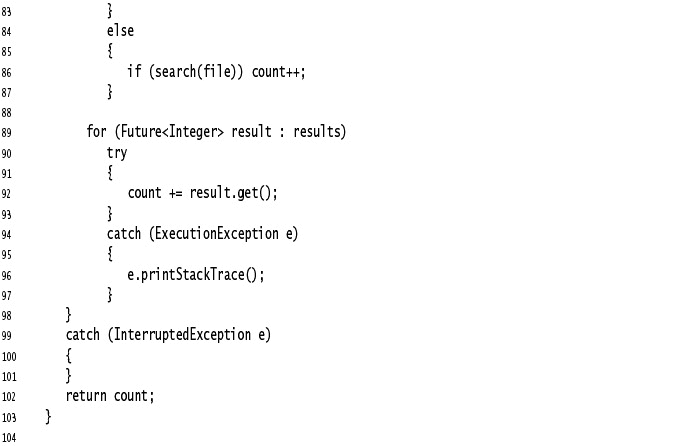 83 }
84 else
85 {
86 if (search(file)) count++;
87 }
88
89 for (Future<Integer> result : results)
90 try
91 {
92 count += result.get();
93 }
94 catch (ExecutionException e)
95 {
96 e.printStackTrace();
97 }
98 }
99 catch (InterruptedException e)
100 {
101 }
102 return count;
103 }
104